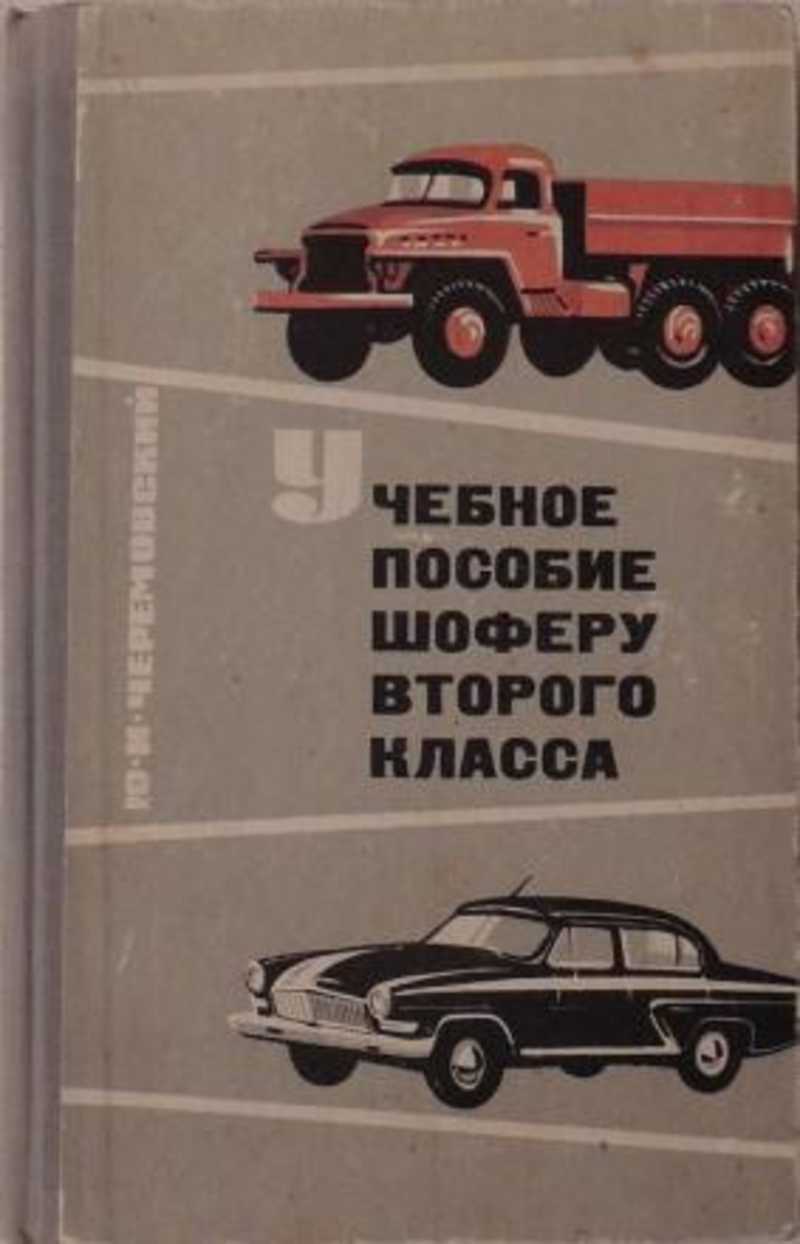 Ю·И·ЧЕРЕМОВСКИЙ
УЧЕБНОЕ
ПОСОБИЕ
ШОФЕРУ
ВТОРОГО
КЛАССА